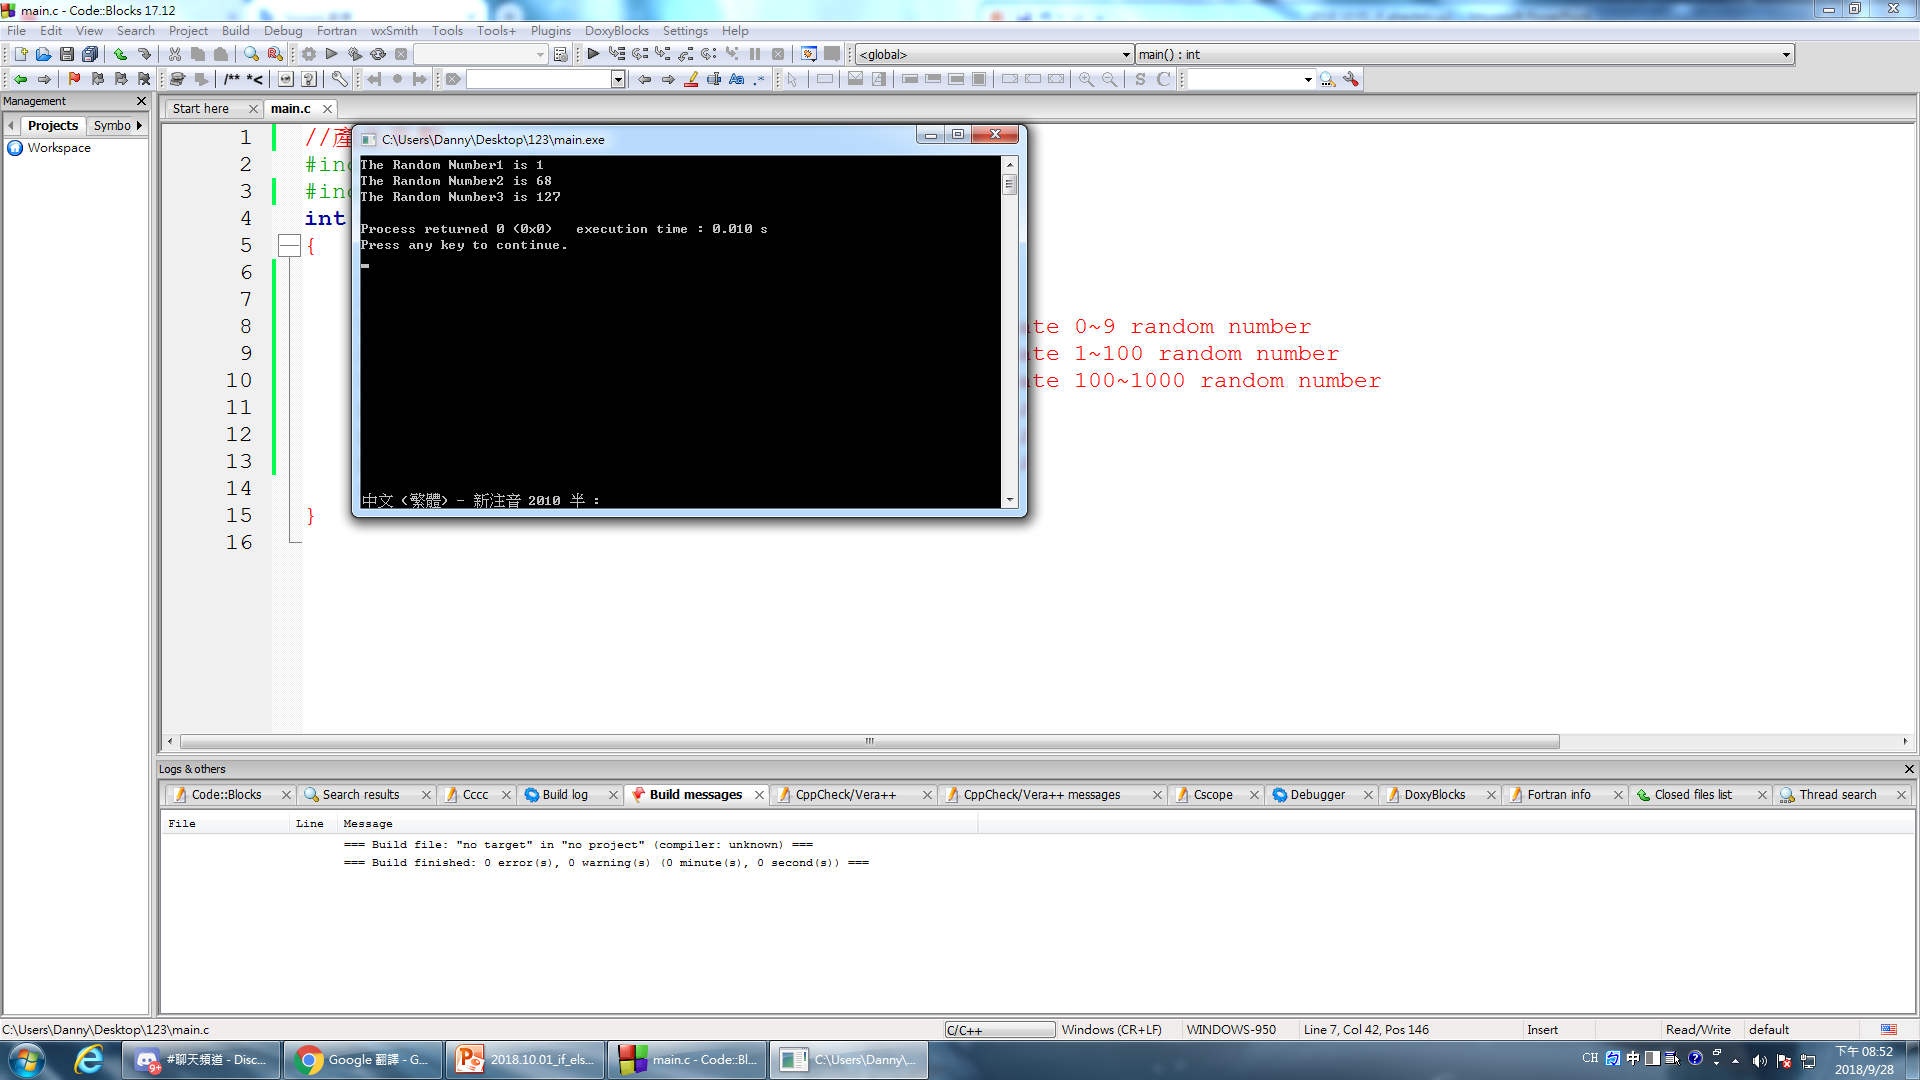 main.c - Code::Blocks 17.12
File Edit View Search Project Build Debug Fortran wxSmith Tools Tools+ Plugins DoxyBlocks Settings Help
<global> main() : int
/** *<
Management
Start here main.c
Projects Symbo
Workspace
1 //產
2 #inc
3 #inc
4 int
5 {
6
7
8 ate 0~9 random number
9 ate 1~100 random number
10 ate 100~1000 random number
11
12
13
14
15 }
16
C:\Users\Danny\Desktop\123\main.exe
The Random Number1 is 1
The Random Number2 is 68
The Random Number3 is 127
Process returned 0 (0x0) execution time : 0.010 s
Press any key to continue.
中文 (繁體) - 新注音 2010 半 :
Logs & others
Code::Blocks Search results Cccc Build log Build messages CppCheck/Vera++ CppCheck/Vera++ messages Cscope Debugger DoxyBlocks Fortran info Closed files list Thread search
File Line Message
=== Build file: "no target" in "no project" (compiler: unknown) ===
=== Build finished: 0 error(s), 0 warning(s) (0 minute(s), 0 second(s)) ===
C:\Users\Danny\Desktop\123\main.c C/C++ Windows (CR+LF) WINDOWS-950 Line 7, Col 42, Pos 146 Insert Read/Write default
9+ #聊天頻道 - Disc... Google 翻譯 - G... 2018.10.01_if_els... main.c - Code::Bl... C:\Users\Danny\...
CH 中 下午 08:52
2018/9/28